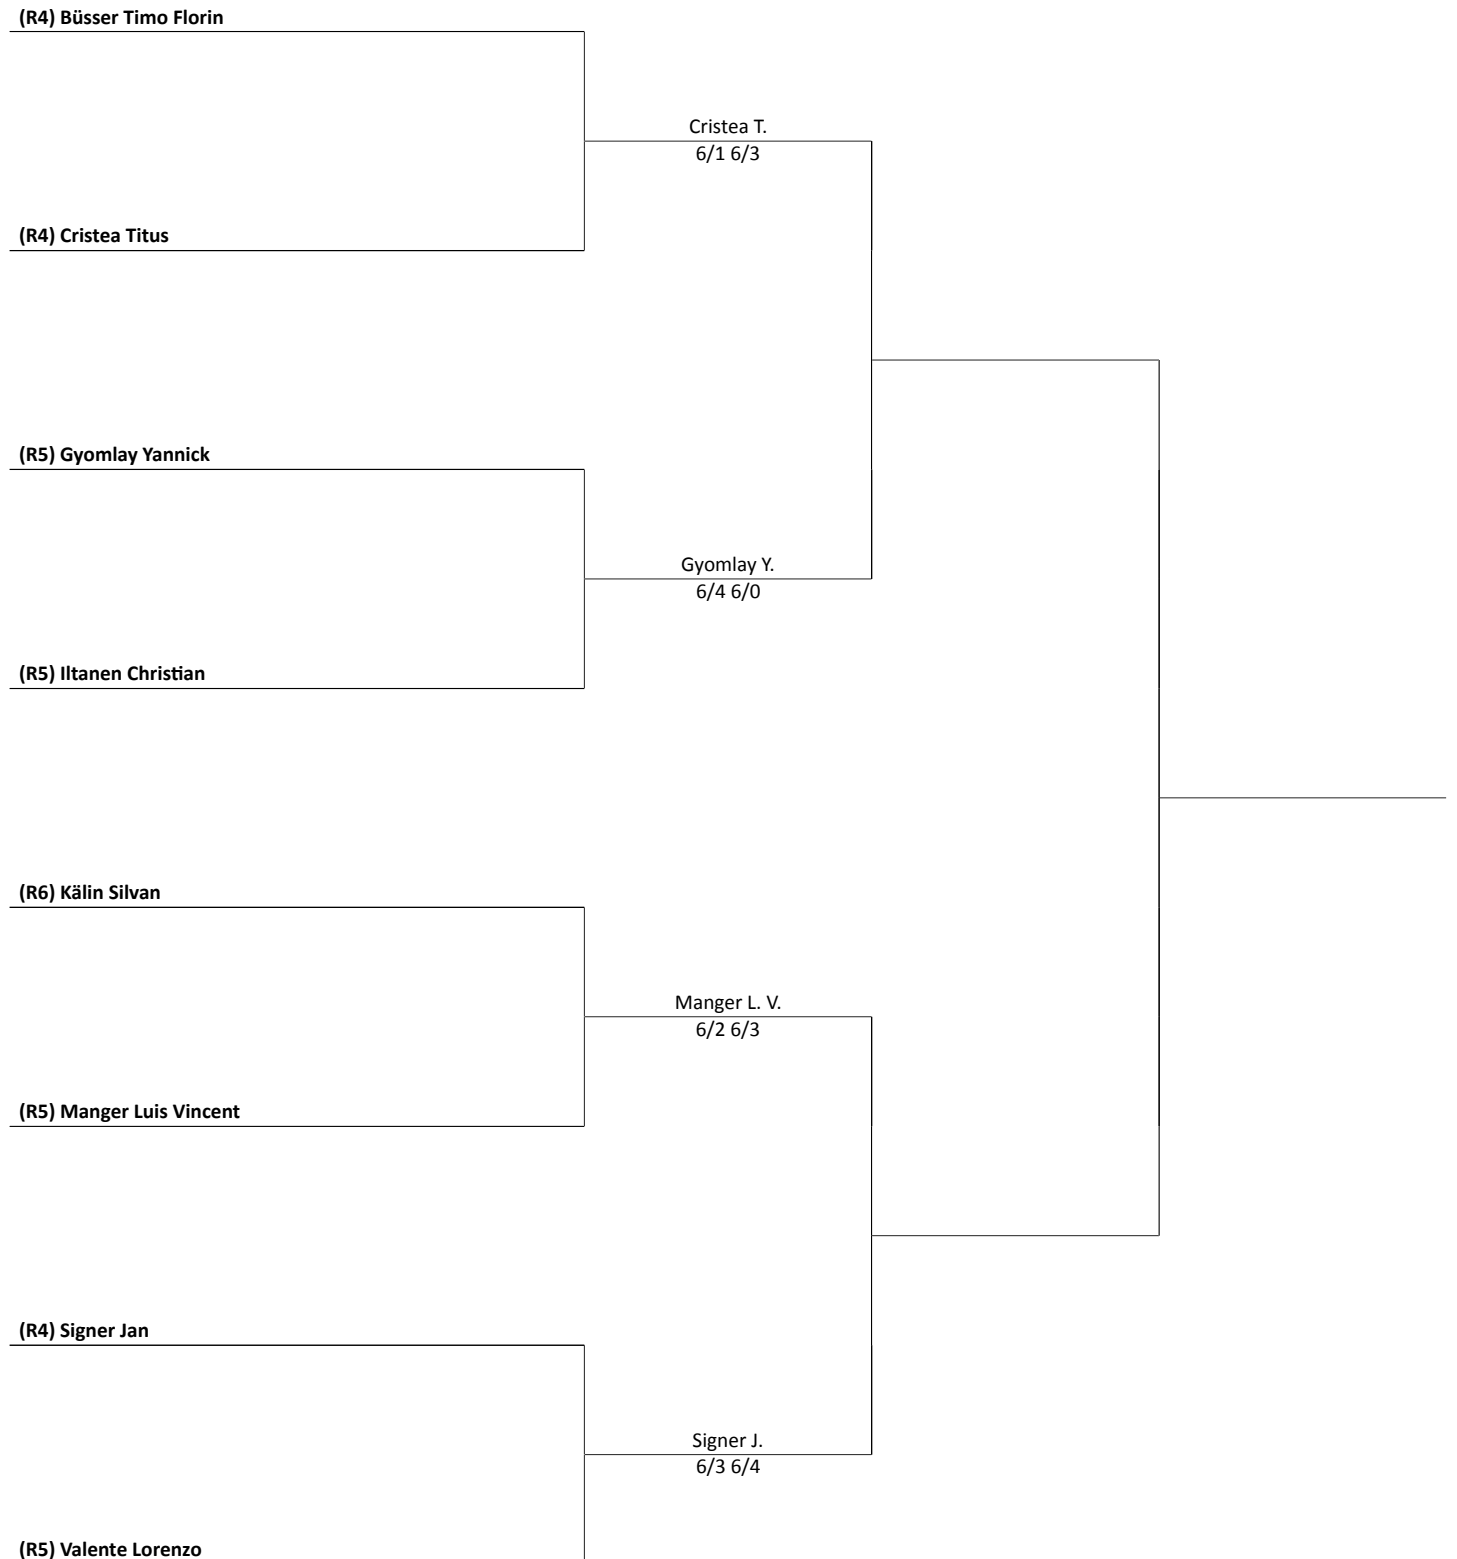 (R4) Büsser Timo Florin
Cristea T.
6/1 6/3
(R4) Cristea Titus
(R5) Gyomlay Yannick
Gyomlay Y.
6/4 6/0
(R5) Iltanen Christian
(R6) Kälin Silvan
Manger L. V.
6/2 6/3
(R5) Manger Luis Vincent
(R4) Signer Jan
Signer J.
6/3 6/4
(R5) Valente Lorenzo